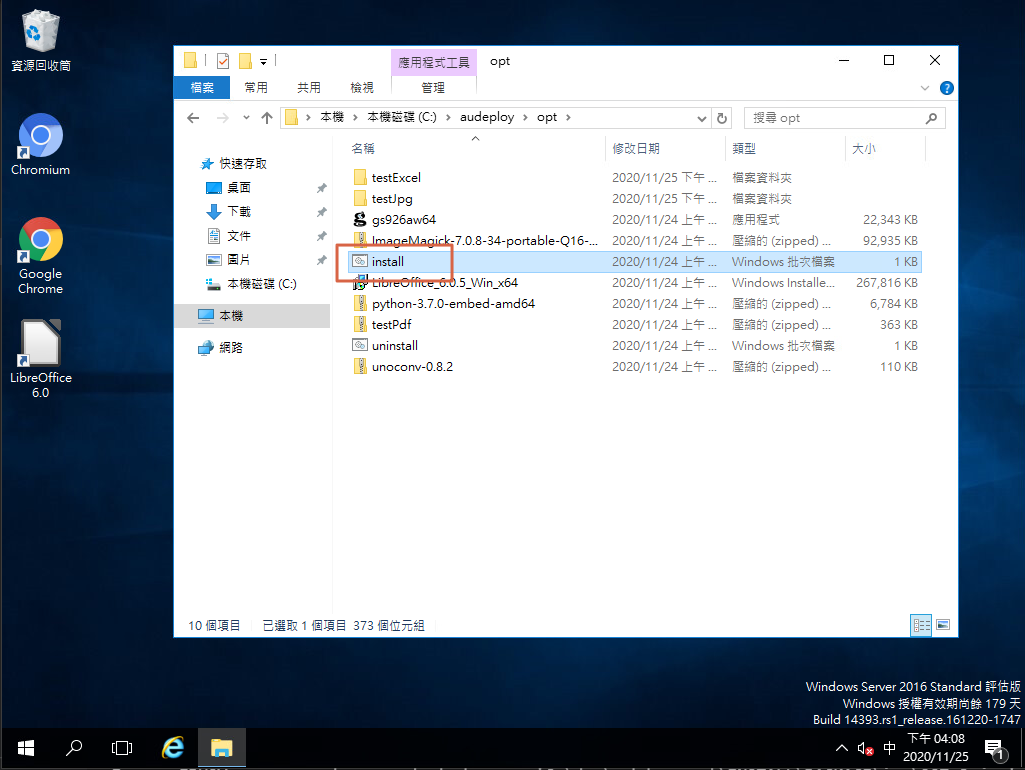 資源回收筒
Chromium
Google
Chrome
LibreOffice
6.0
應用程式工具 opt
檔案 常用 共用 檢視 管理
本機 本機磁碟 (C:) audeploy opt 搜尋 opt
名稱 修改日期 類型 大小
快速存取
桌面
下載
文件
圖片
本機磁碟 (C:)
本機
網路
testExcel 2020/11/25 下午 ... 檔案資料夾
testJpg 2020/11/25 下午 ... 檔案資料夾
gs926aw64 2020/11/24 上午 ... 應用程式 22,343 KB
ImageMagick-7.0.8-34-portable-Q16-... 2020/11/24 上午 ... 壓縮的 (zipped) ... 92,935 KB
install 2020/11/24 上午 ... Windows 批次檔案 1 KB
LibreOffice_6.0.5_Win_x64 2020/11/24 上午 ... Windows Installe... 267,816 KB
python-3.7.0-embed-amd64 2020/11/24 上午 ... 壓縮的 (zipped) ... 6,784 KB
testPdf 2020/11/24 上午 ... 壓縮的 (zipped) ... 363 KB
uninstall 2020/11/24 上午 ... Windows 批次檔案 1 KB
unoconv-0.8.2 2020/11/24 上午 ... 壓縮的 (zipped) ... 110 KB
10 個項目 已選取 1 個項目 373 個位元組
Windows Server 2016 Standard 評估版
Windows 授權有效期尚餘 179 天
Build 14393.rs1_release.161220-1747
中 下午 04:08
2020/11/25 1